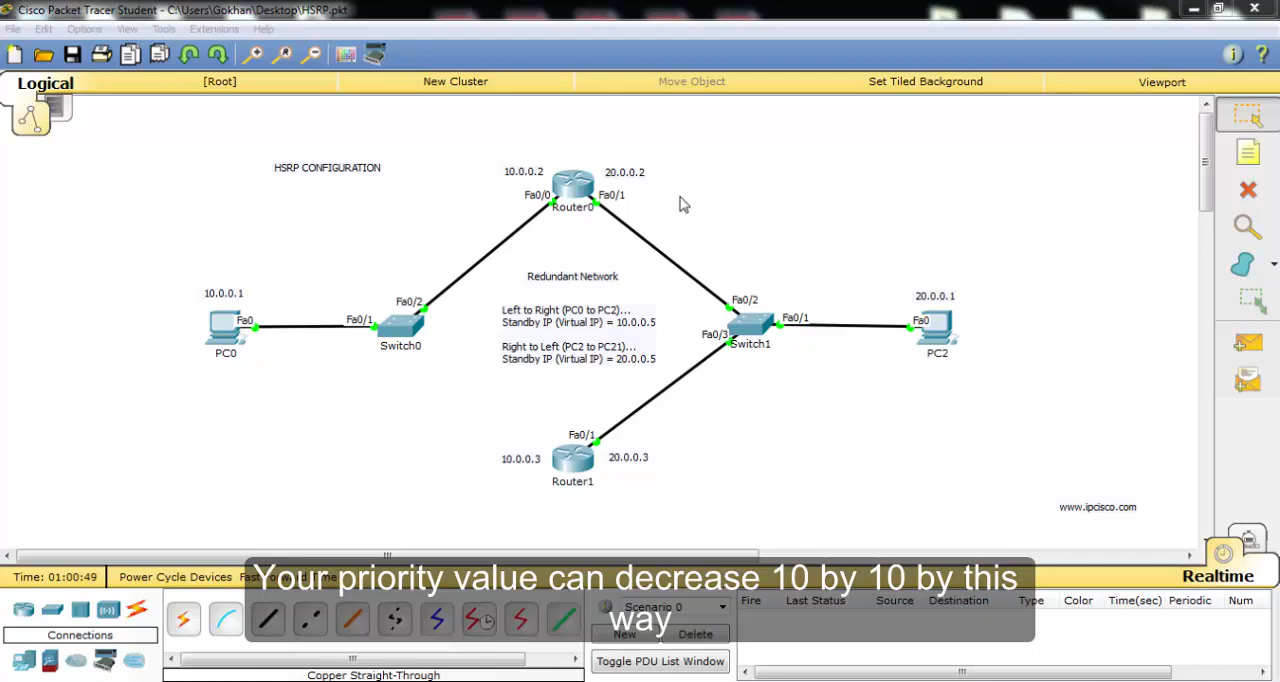 Cisco Packet Tracer Student - C:\Users\Gokhan\Desktop\HSRP.pkt
File Edit Options View Tools Extensions Help
Logical
[Root]
New Cluster
Move Object
Set Tiled Background
Viewport
HSRP CONFIGURATION
10.0.0.2
20.0.0.2
Fa0/0
Fa0/1
Router0
Redundant Network
10.0.0.1
Fa0
PC0
Fa0/1
Fa0/2
Switch0
Left to Right (PC0 to PC2)...
Standby IP (Virtual IP) = 10.0.0.5
Right to Left (PC2 to PC21)...
Standby IP (Virtual IP) = 20.0.0.5
Fa0/2
Fa0/3
Fa0/1
Switch1
20.0.0.1
Fa0
PC2
Fa0/1
10.0.0.3
20.0.0.3
Router1
www.ipcisco.com
Time: 01:00:49
Power Cycle Devices
Realtime
Your priority value can decrease 10 by 10 by this
way
Connections
Copper Straight-Through
Scenario 0
New
Delete
Toggle PDU List Window
Fire Last Status Source Destination Type Color Time(sec) Periodic Num